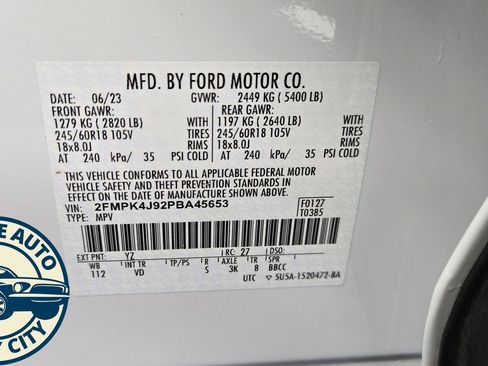 MFD. BY FORD MOTOR CO.
DATE: 06/23 GVWR: 2449 KG ( 5400 LB)
FRONT GAWR: REAR GAWR:
1279 KG ( 2820 LB) WITH 1197 KG ( 2640 LB) WITH
245/60R18 105V TIRES 245/60R18 105V TIRES
18x8.0J RIMS 18x8.0J RIMS
AT 240 kPa/ 35 PSI COLD AT 240 kPa/ 35 PSI COLD
THIS VEHICLE CONFORMS TO ALL APPLICABLE FEDERAL MOTOR
VEHICLE SAFETY AND THEFT PREVENTION STANDARDS IN
EFFECT ON THE DATE OF MANUFACTURE SHOWN ABOVE.
VIN: 2FMPK4J92PBA45653 F0127
TYPE: MPV T0385
EXT PNT: YZ RC: 27 DSO:
WB INT TR TP/PS R AXLE TR SPR
112 VD S 3K 8 BBCC
UTC 5U5A-1520472-BA
E AUTO
Y CITY